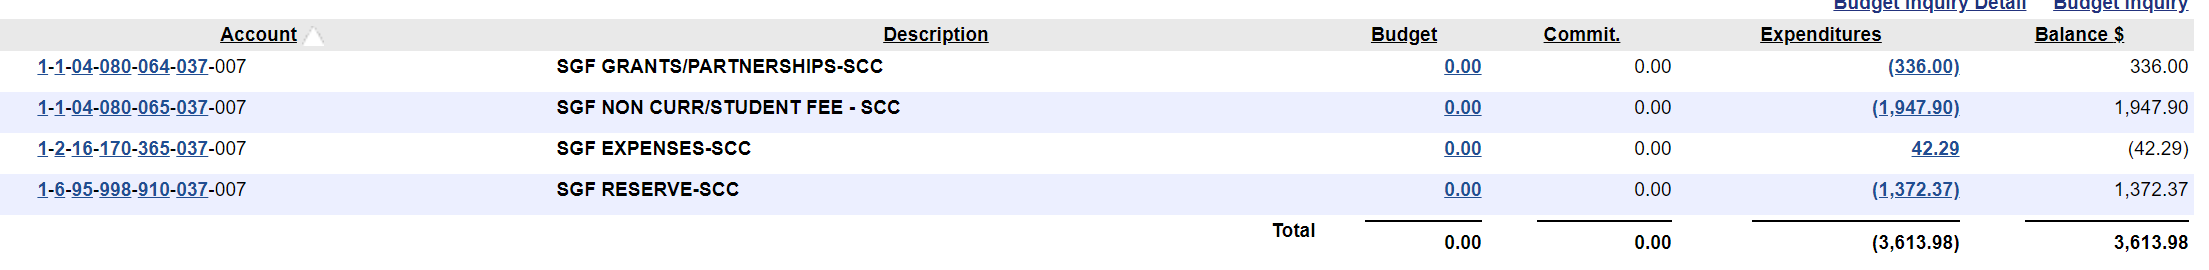 Budget Inquiry Detail Budget Inquiry
Account Description Budget Commit. Expenditures Balance $
1-1-04-080-064-037-007 SGF GRANTS/PARTNERSHIPS-SCC 0.00 0.00 (336.00) 336.00
1-1-04-080-065-037-007 SGF NON CURR/STUDENT FEE - SCC 0.00 0.00 (1,947.90) 1,947.90
1-2-16-170-365-037-007 SGF EXPENSES-SCC 0.00 0.00 42.29 (42.29)
1-6-95-998-910-037-007 SGF RESERVE-SCC 0.00 0.00 (1,372.37) 1,372.37
Total 0.00 0.00 (3,613.98) 3,613.98